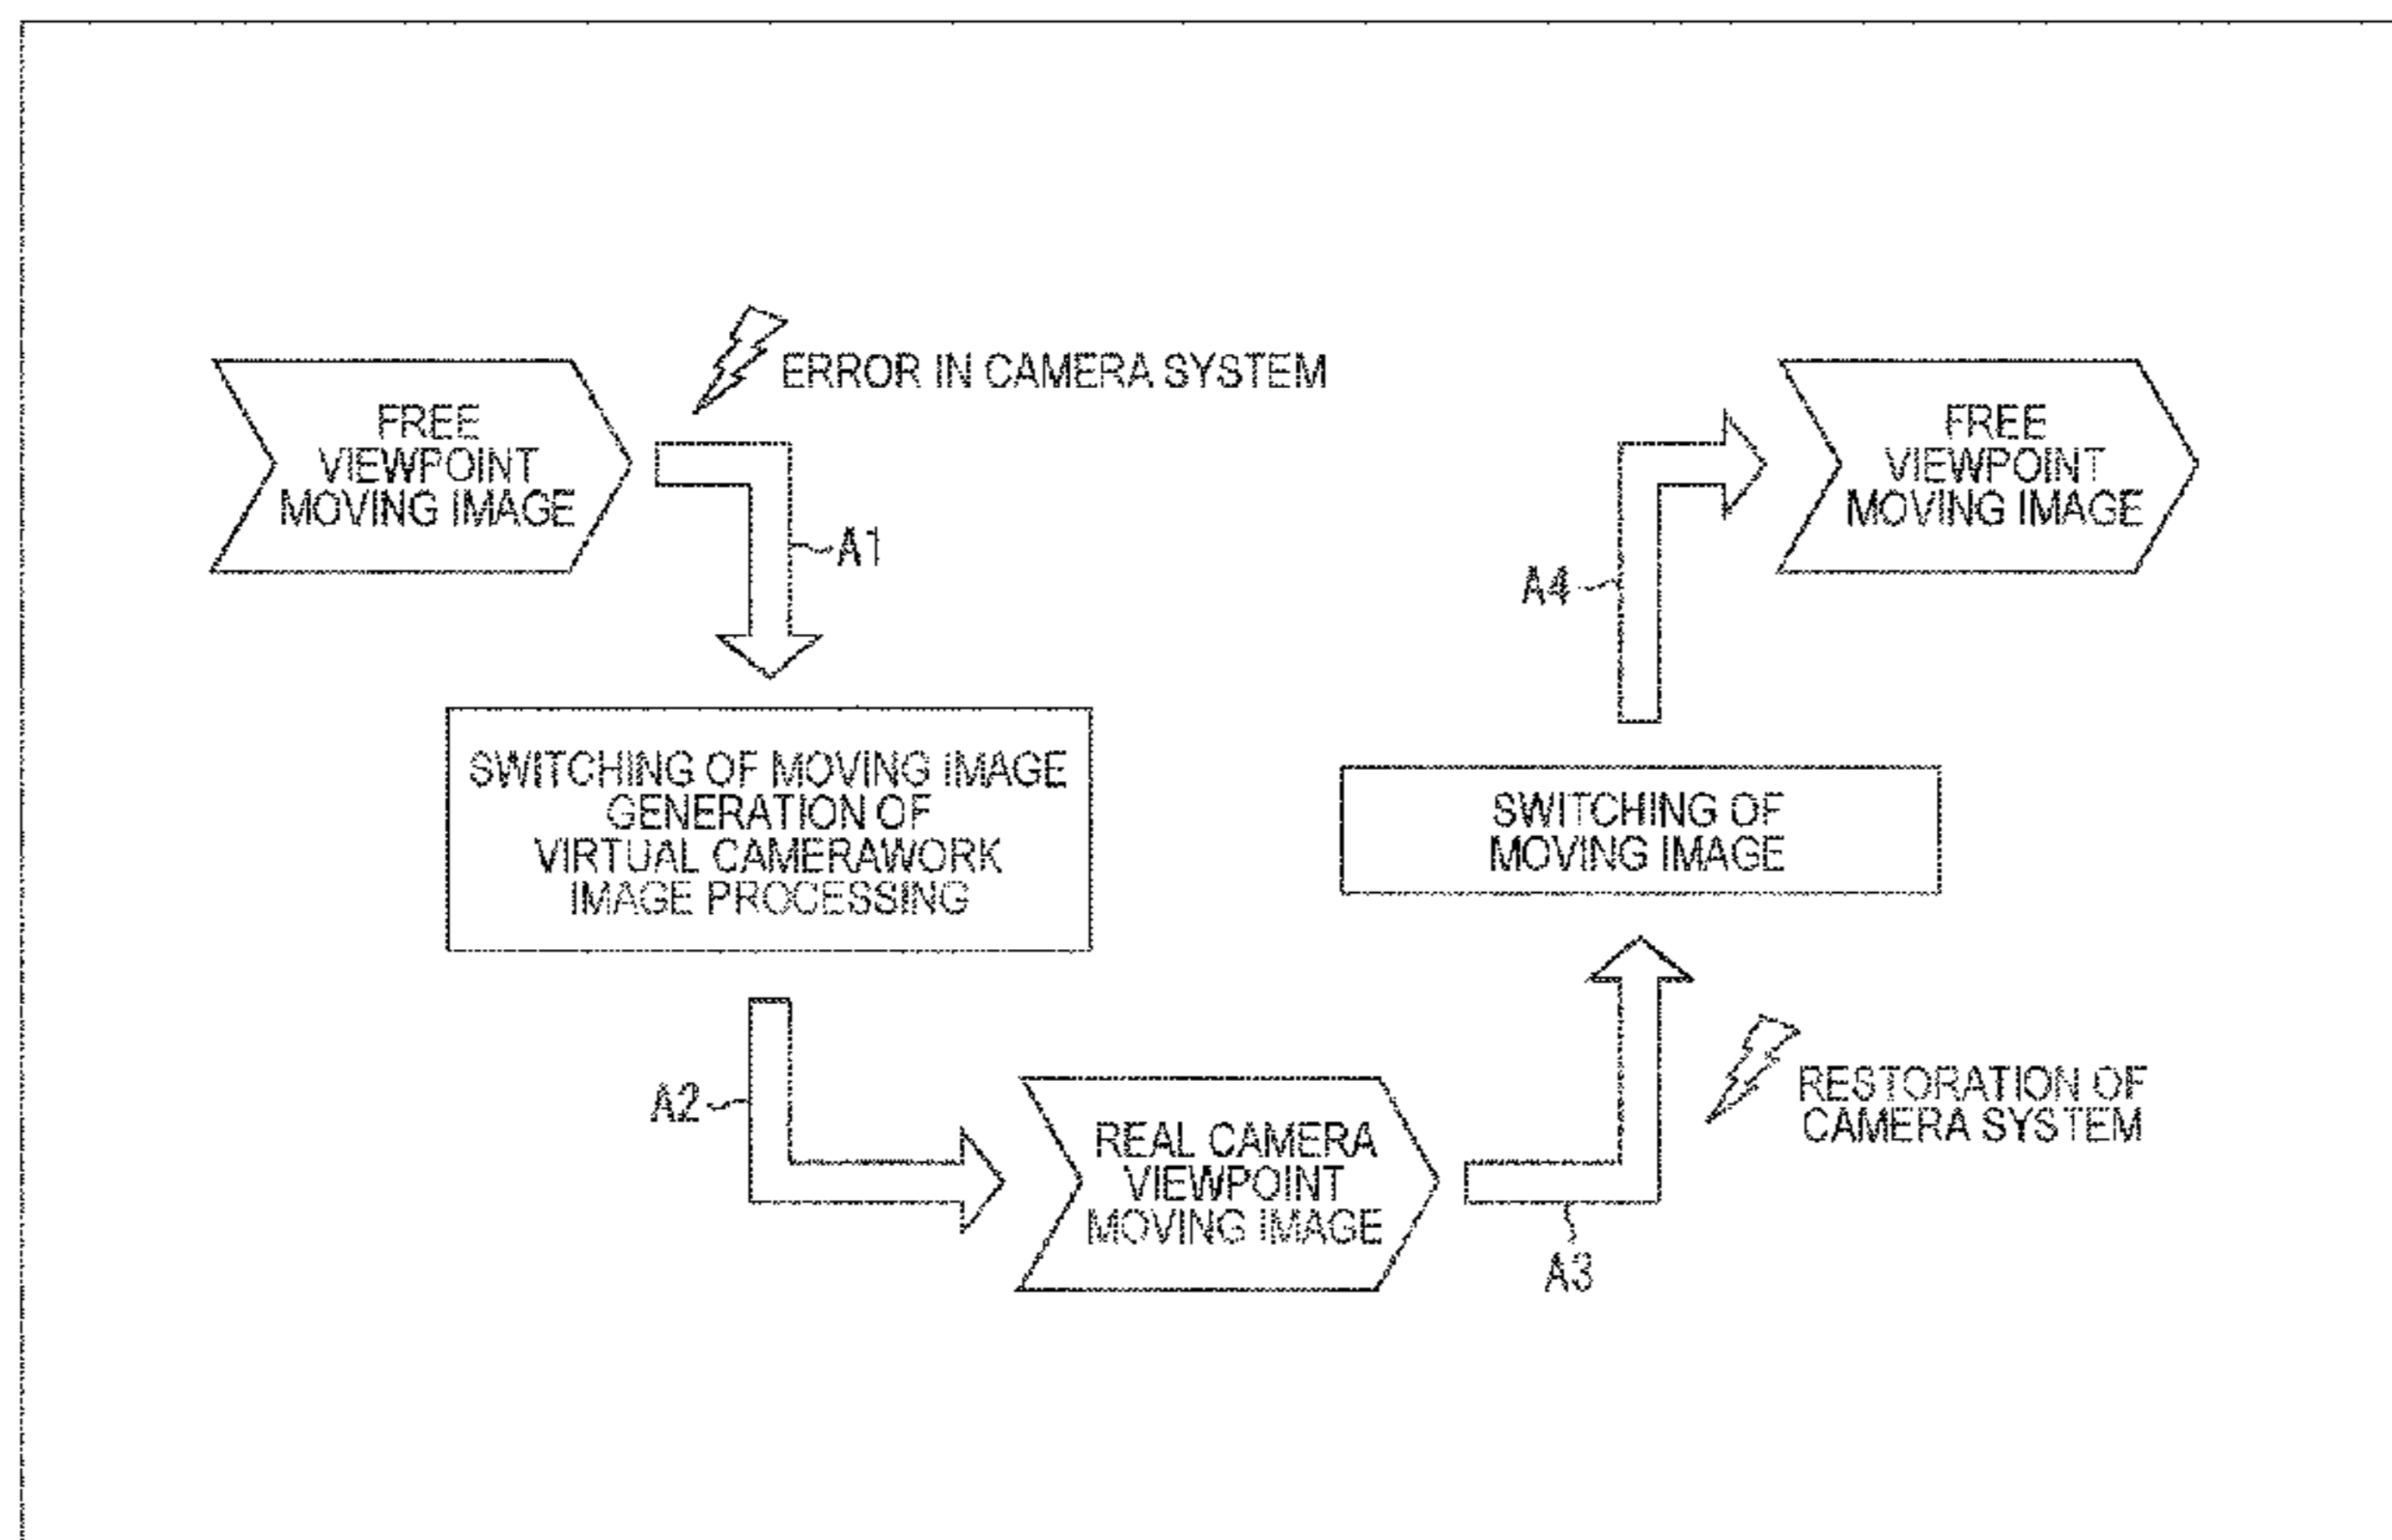 FREE
VIEWPOINT
MOVING IMAGE
ERROR IN CAMERA SYSTEM
A1
SWITCHING OF MOVING IMAGE
GENERATION OF
VIRTUAL CAMERAWORK
IMAGE PROCESSING
A2
REAL CAMERA
VIEWPOINT
MOVING IMAGE
A3
RESTORATION OF
CAMERA SYSTEM
SWITCHING OF
MOVING IMAGE
A4
FREE
VIEWPOINT
MOVING IMAGE